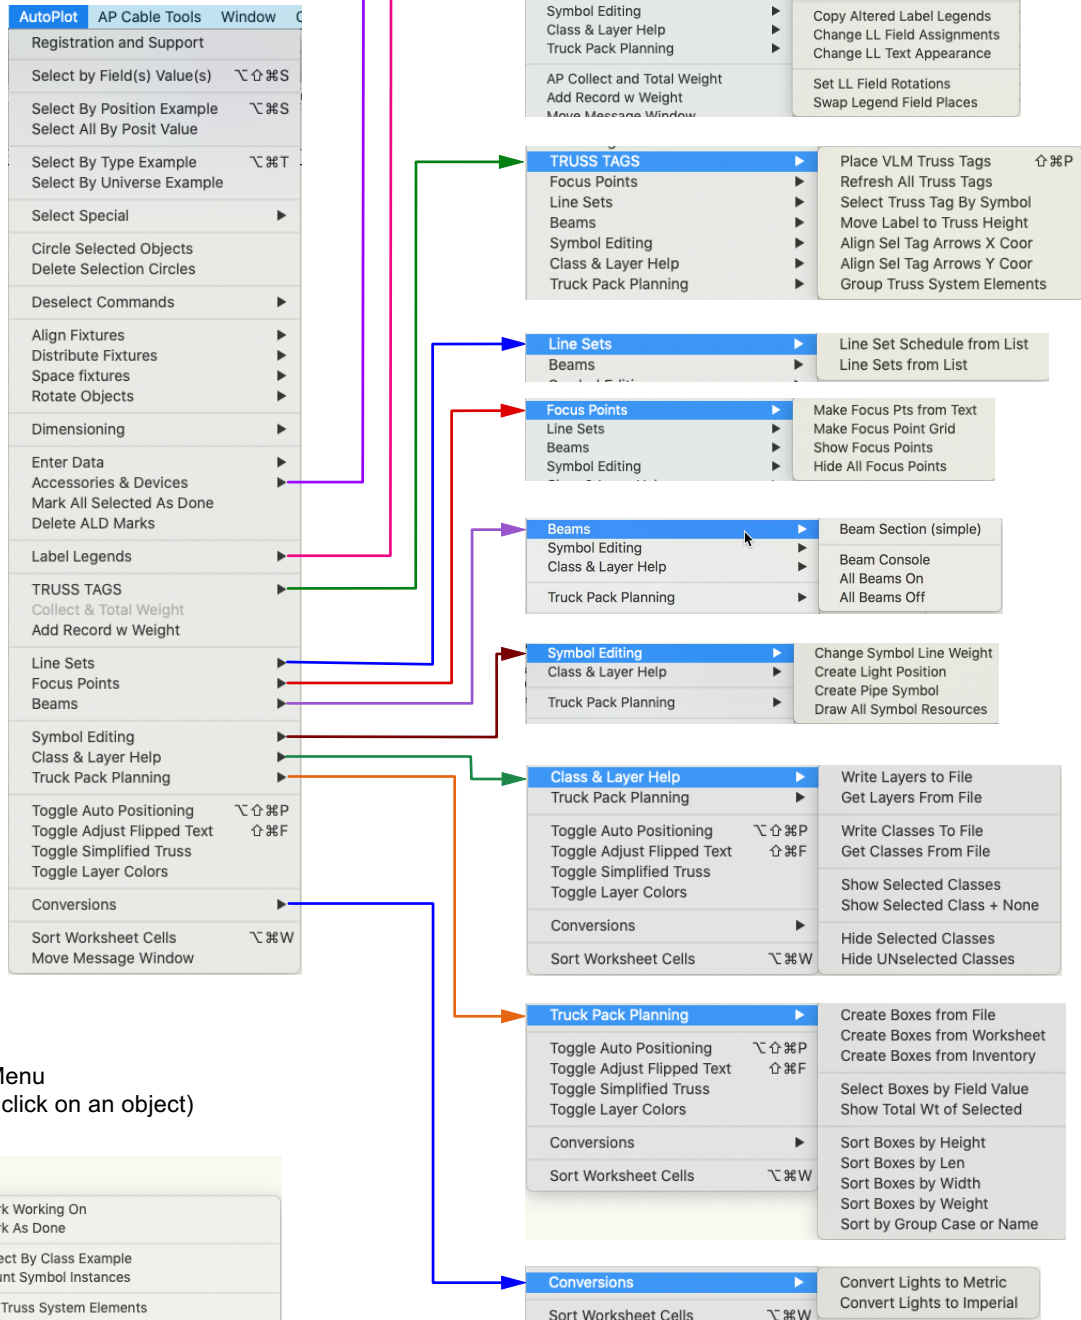 AutoPlot AP Cable Tools Window
Registration and Support
Select by Field(s) Value(s) ⌥⇧⌘S
Select By Position Example ⌥⌘S
Select All By Posit Value
Select By Type Example ⌥⌘T
Select By Universe Example
Select Special ▶
Circle Selected Objects
Delete Selection Circles
Deselect Commands ▶
Align Fixtures ▶
Distribute Fixtures ▶
Space fixtures ▶
Rotate Objects ▶
Dimensioning ▶
Enter Data ▶
Accessories & Devices ▶
Mark All Selected As Done
Delete ALD Marks
Label Legends ▶
TRUSS TAGS ▶
Collect & Total Weight
Add Record w Weight
Line Sets ▶
Focus Points ▶
Beams ▶
Symbol Editing ▶
Class & Layer Help ▶
Truck Pack Planning ▶
Toggle Auto Positioning ⌥⇧⌘P
Toggle Adjust Flipped Text ⇧⌘F
Toggle Simplified Truss
Toggle Layer Colors
Conversions ▶
Sort Worksheet Cells ⌥⌘W
Move Message Window
Menu
click on an object)
Working On
As Done
By Class Example
Symbol Instances
Truss System Elements
Symbol Editing ▶
Class & Layer Help ▶
Truck Pack Planning ▶
AP Collect and Total Weight
Add Record w Weight
Move Message Window
Copy Altered Label Legends
Change LL Field Assignments
Change LL Text Appearance
Set LL Field Rotations
Swap Legend Field Places
TRUSS TAGS ▶
Focus Points ▶
Line Sets ▶
Beams ▶
Symbol Editing ▶
Class & Layer Help ▶
Truck Pack Planning ▶
Place VLM Truss Tags ⇧⌘P
Refresh All Truss Tags
Select Truss Tag By Symbol
Move Label to Truss Height
Align Sel Tag Arrows X Coor
Align Sel Tag Arrows Y Coor
Group Truss System Elements
Line Sets ▶
Beams ▶
Line Set Schedule from List
Line Sets from List
Focus Points ▶
Line Sets ▶
Beams ▶
Symbol Editing ▶
Make Focus Pts from Text
Make Focus Point Grid
Show Focus Points
Hide All Focus Points
Beams ▶
Symbol Editing ▶
Class & Layer Help ▶
Truck Pack Planning ▶
Beam Section (simple)
Beam Console
All Beams On
All Beams Off
Symbol Editing ▶
Class & Layer Help ▶
Truck Pack Planning ▶
Change Symbol Line Weight
Create Light Position
Create Pipe Symbol
Draw All Symbol Resources
Class & Layer Help ▶
Truck Pack Planning ▶
Toggle Auto Positioning ⌥⇧⌘P
Toggle Adjust Flipped Text ⇧⌘F
Toggle Simplified Truss
Toggle Layer Colors
Conversions ▶
Sort Worksheet Cells ⌥⌘W
Write Layers to File
Get Layers From File
Write Classes To File
Get Classes From File
Show Selected Classes
Show Selected Class + None
Hide Selected Classes
Hide UNselected Classes
Truck Pack Planning ▶
Toggle Auto Positioning ⌥⇧⌘P
Toggle Adjust Flipped Text ⇧⌘F
Toggle Simplified Truss
Toggle Layer Colors
Conversions ▶
Sort Worksheet Cells ⌥⌘W
Create Boxes from File
Create Boxes from Worksheet
Create Boxes from Inventory
Select Boxes by Field Value
Show Total Wt of Selected
Sort Boxes by Height
Sort Boxes by Len
Sort Boxes by Width
Sort Boxes by Weight
Sort by Group Case or Name
Conversions ▶
Sort Worksheet Cells ⌥⌘W
Convert Lights to Metric
Convert Lights to Imperial